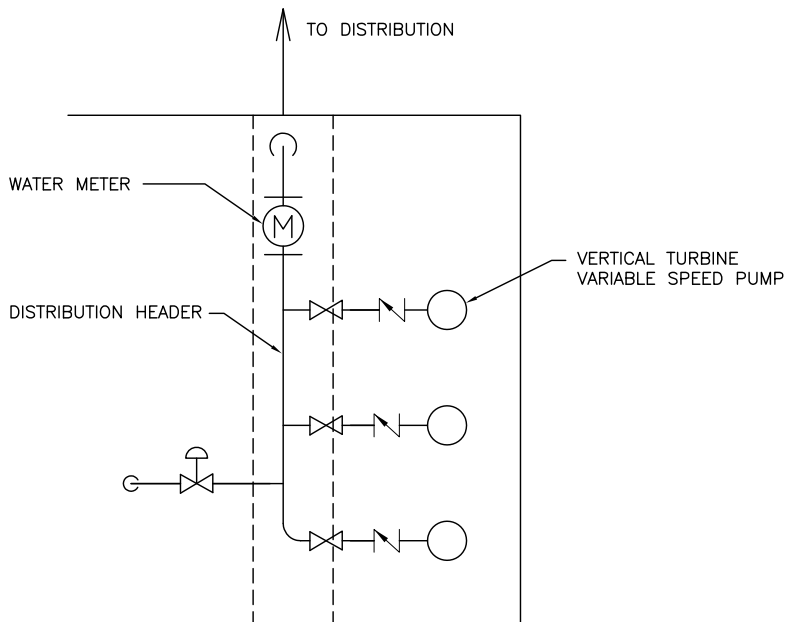 TO DISTRIBUTION
WATER METER
M
VERTICAL TURBINE
VARIABLE SPEED PUMP
DISTRIBUTION HEADER